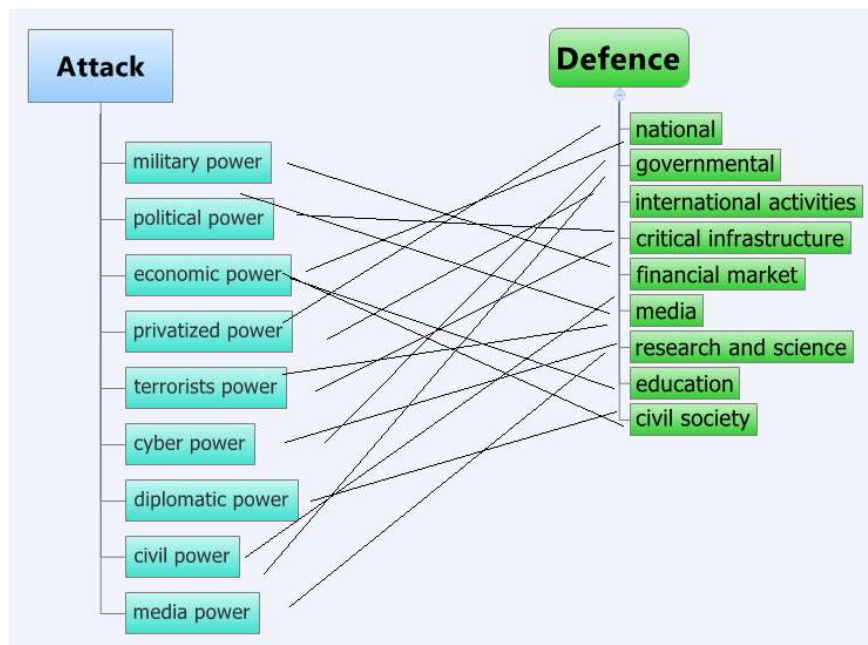 Attack
military power
political power
economic power
privatized power
terrorists power
cyber power
diplomatic power
civil power
media power
Defence
national
governmental
international activities
critical infrastructure
financial market
media
research and science
education
civil society